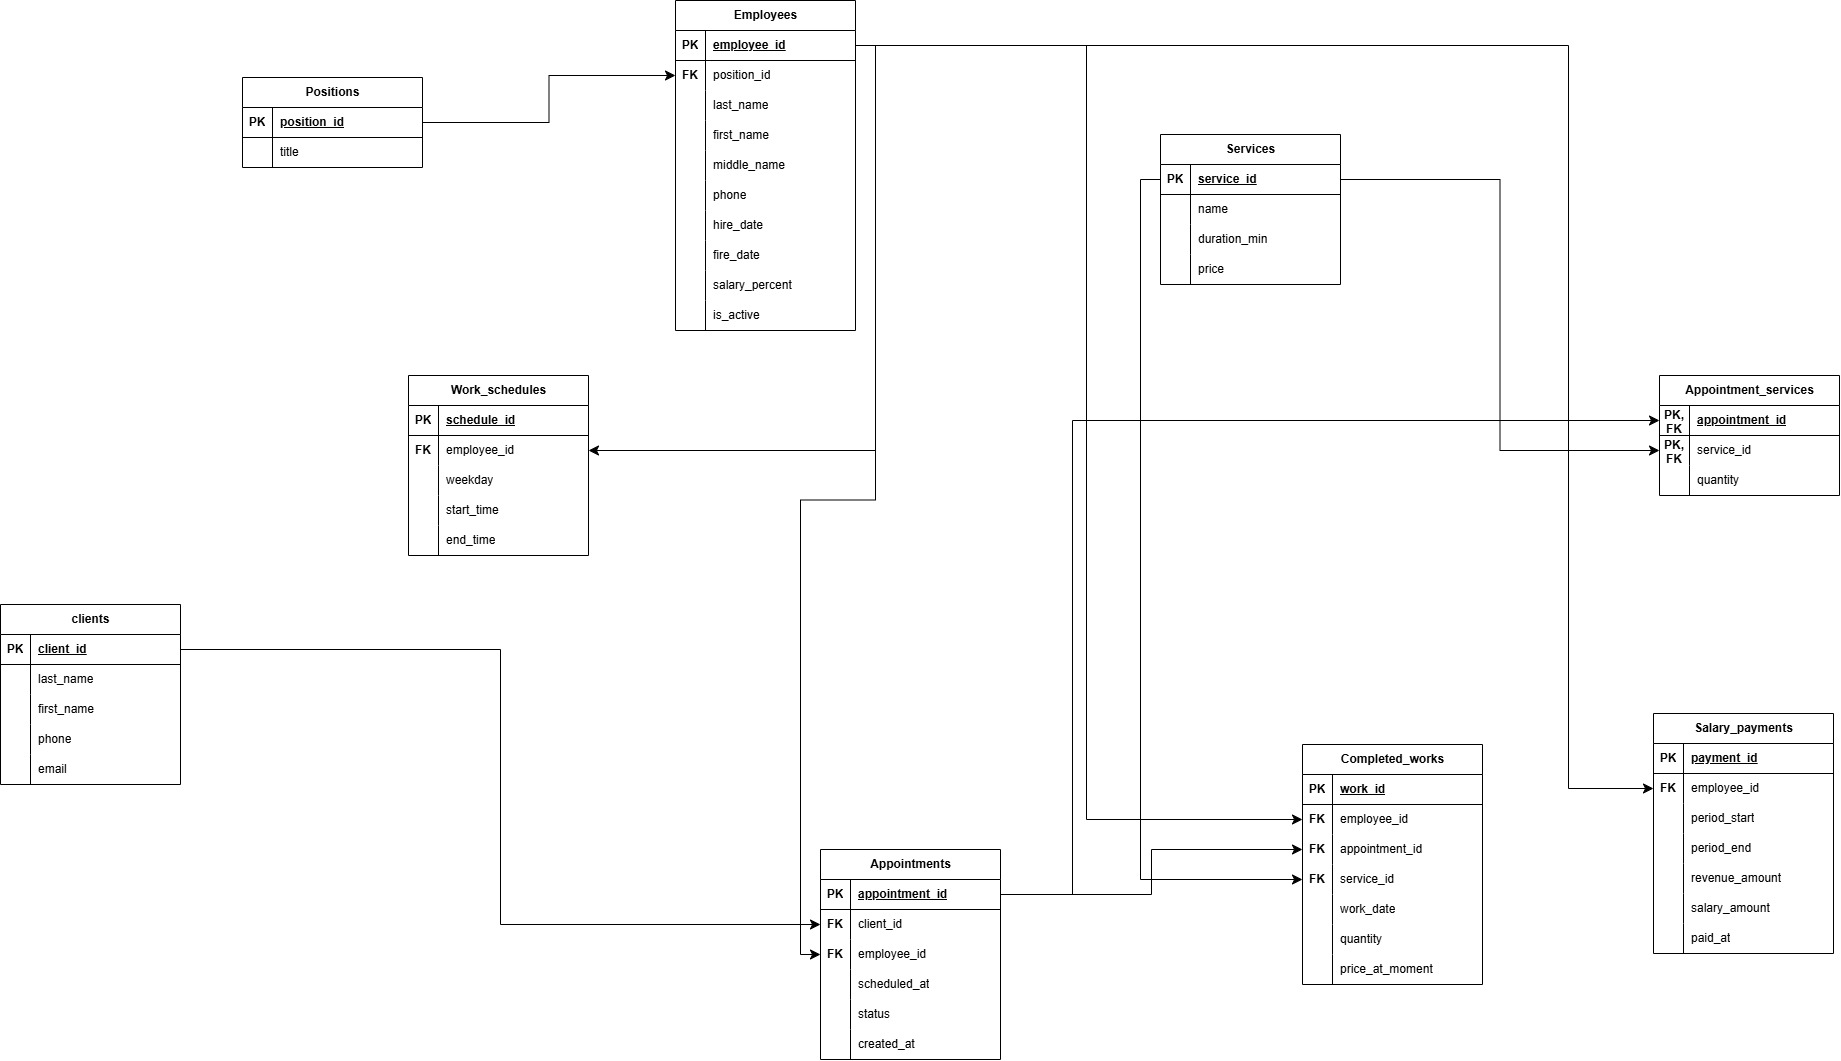 Employees
PK employee_id
FK position_id
last_name
first_name
middle_name
phone
hire_date
fire_date
salary_percent
is_active
Positions
PK position_id
title
Services
PK service_id
name
duration_min
price
Work_schedules
PK schedule_id
FK employee_id
weekday
start_time
end_time
Appointment_services
PK,
FK appointment_id
PK,
FK service_id
quantity
clients
PK client_id
last_name
first_name
phone
email
Salary_payments
PK payment_id
FK employee_id
period_start
period_end
revenue_amount
salary_amount
paid_at
Completed_works
PK work_id
FK employee_id
FK appointment_id
FK service_id
work_date
quantity
price_at_moment
Appointments
PK appointment_id
FK client_id
FK employee_id
scheduled_at
status
created_at